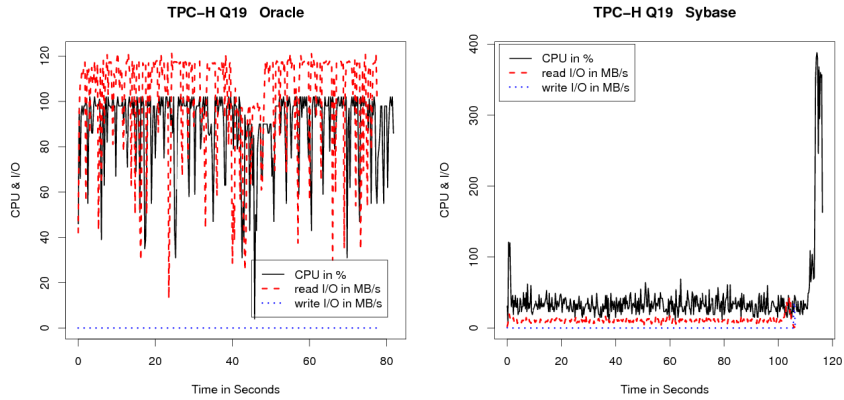 TPC-H Q19   Oracle
CPU & I/O
120
100
80
60
40
20
0
CPU in %
read I/O in MB/s
write I/O in MB/s
0 20 40 60 80
Time in Seconds
TPC-H Q19   Sybase
CPU & I/O
400
300
200
100
0
CPU in %
read I/O in MB/s
write I/O in MB/s
0 20 40 60 80 100 120
Time in Seconds